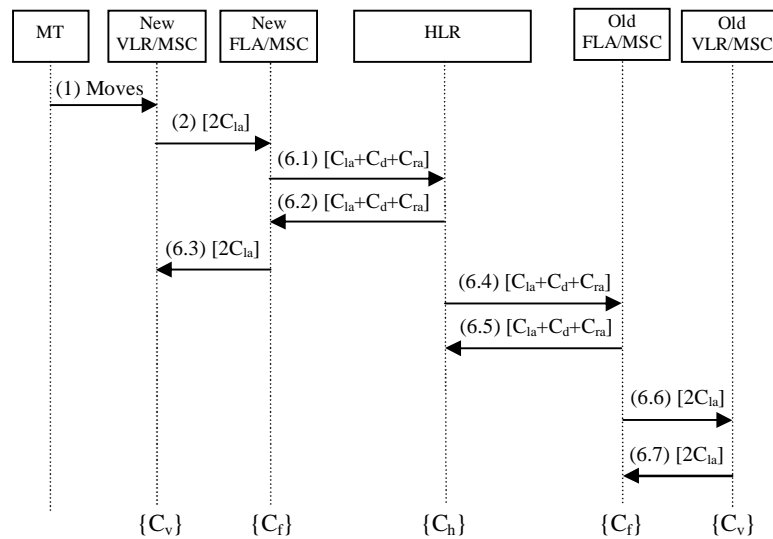 MT
New
VLR/MSC
New
FLA/MSC
HLR
Old
FLA/MSC
Old
VLR/MSC
(1) Moves
(2) [2Cla]
(6.1) [Cla+Cd+Cra]
(6.2) [Cla+Cd+Cra]
(6.3) [2Cla]
(6.4) [Cla+Cd+Cra]
(6.5) [Cla+Cd+Cra]
(6.6) [2Cla]
(6.7) [2Cla]
{Cv}
{Cf}
{Ch}
{Cf}
{Cv}